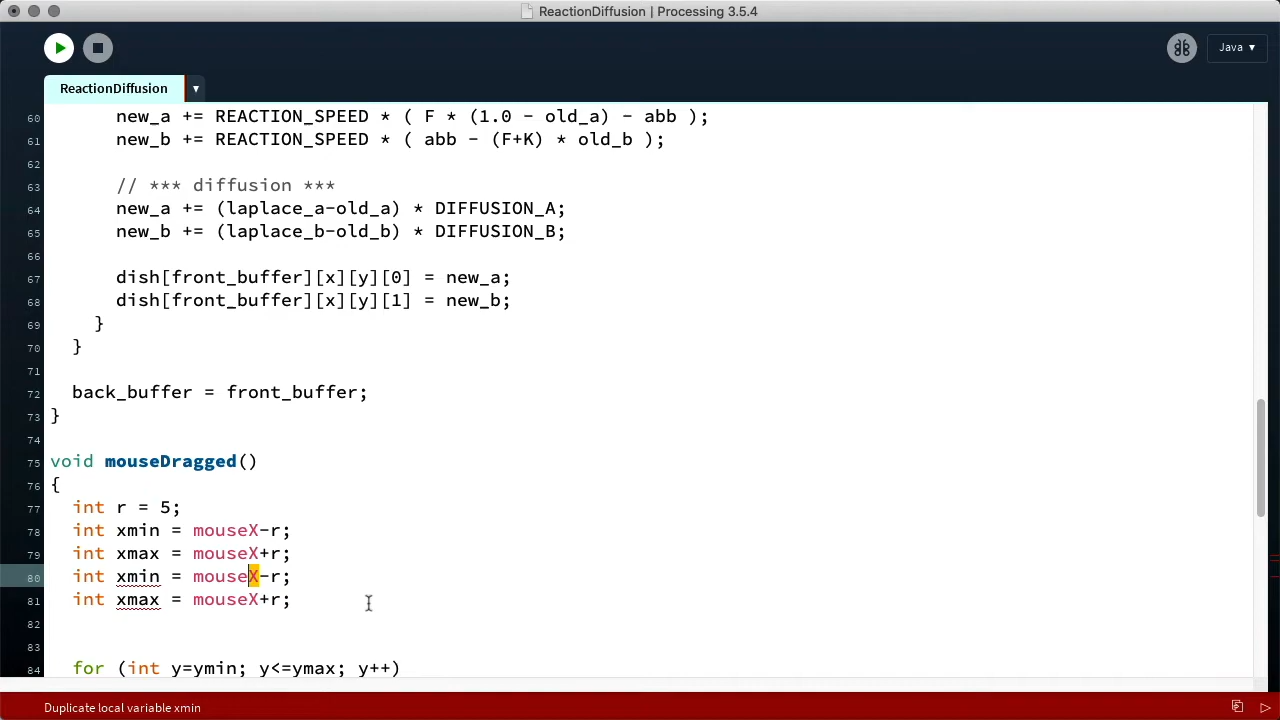 ReactionDiffusion | Processing 3.5.4
Java ▼
ReactionDiffusion ▼
60 new_a += REACTION_SPEED * ( F * (1.0 - old_a) - abb );
61 new_b += REACTION_SPEED * ( abb - (F+K) * old_b );
62
63 // *** diffusion ***
64 new_a += (laplace_a-old_a) * DIFFUSION_A;
65 new_b += (laplace_b-old_b) * DIFFUSION_B;
66
67 dish[front_buffer][x][y][0] = new_a;
68 dish[front_buffer][x][y][1] = new_b;
69 }
70 }
71
72 back_buffer = front_buffer;
73 }
74
75 void mouseDragged()
76 {
77 int r = 5;
78 int xmin = mouseX-r;
79 int xmax = mouseX+r;
80 int xmin = mouseX-r;
81 int xmax = mouseX+r;
82
83
84 for (int y=ymin; y<=ymax; y++)
Duplicate local variable xmin